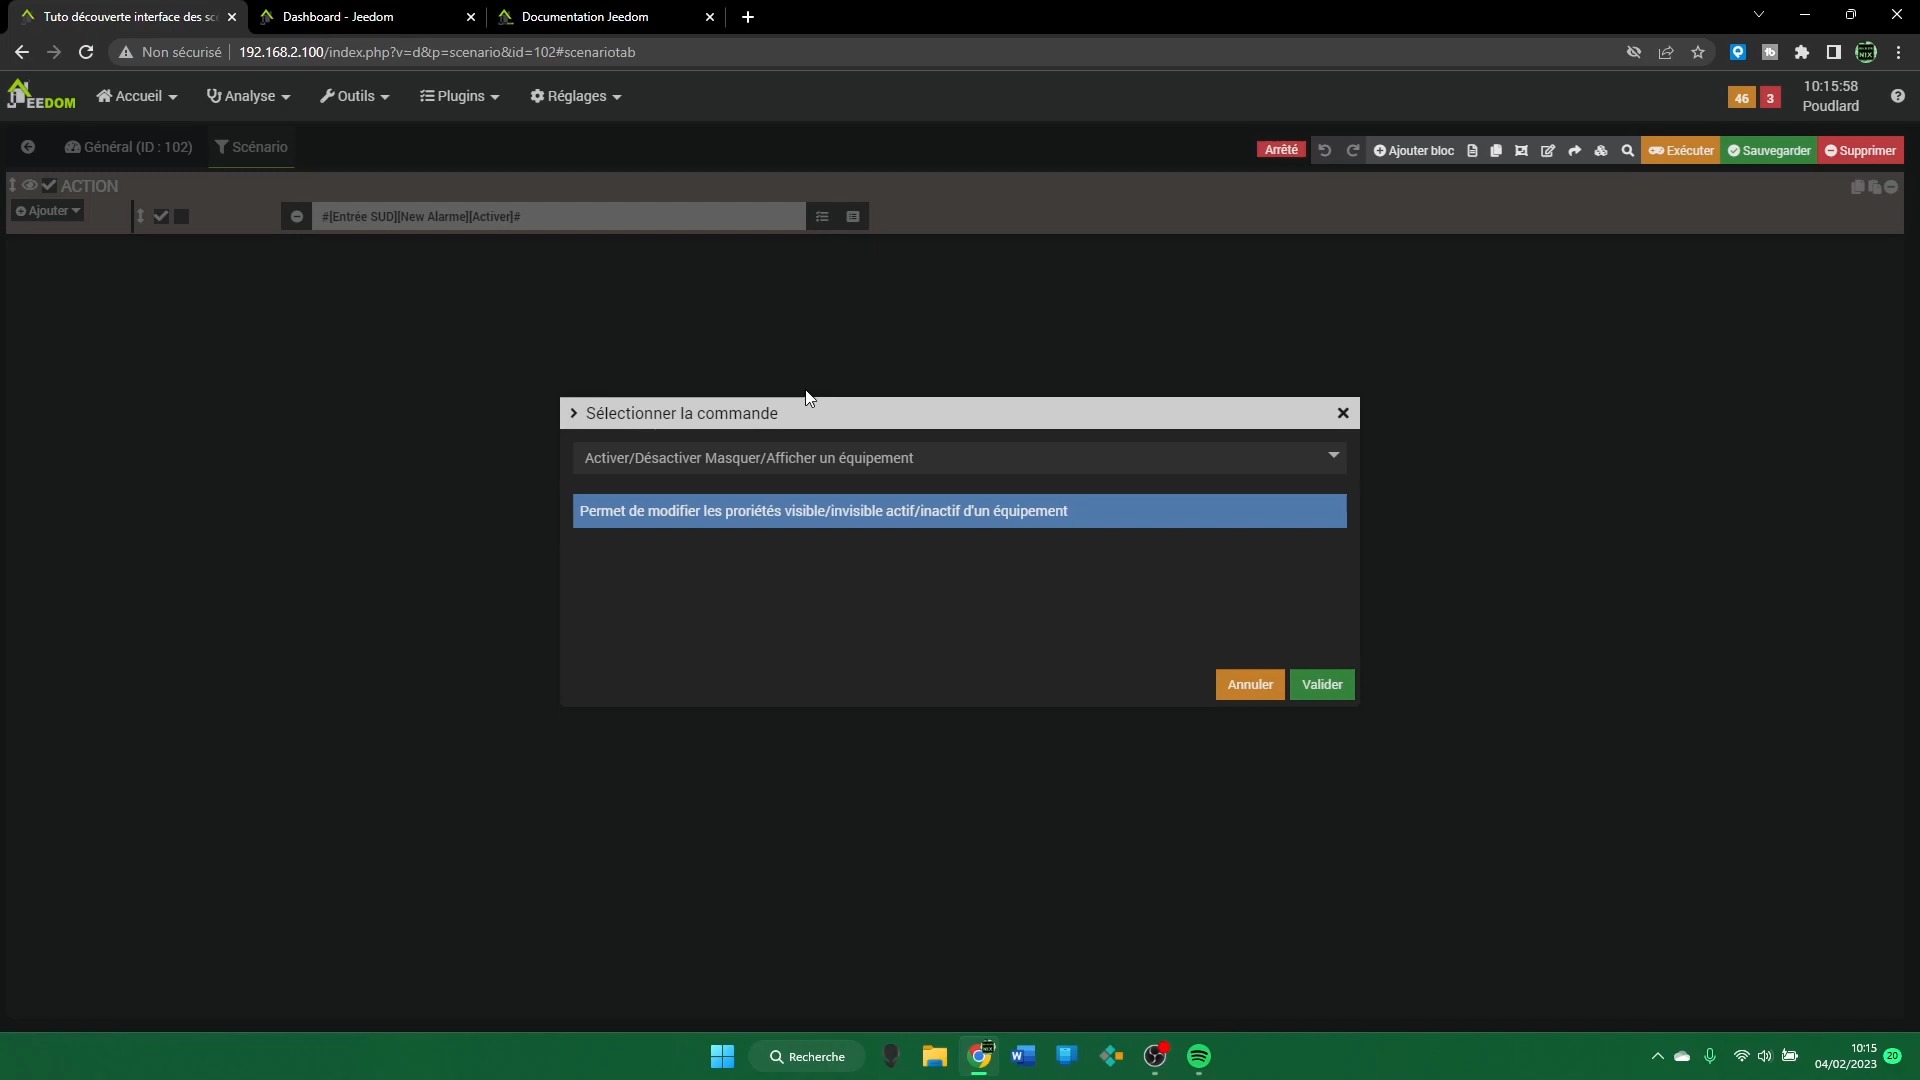 Tuto découverte interface des sc
Dashboard - Jeedom
Documentation Jeedom
Non sécurisé
192.168.2.100/index.php?v=d&p=scenario&id=102#scenariotab
JEEDOM
Accueil
Analyse
Outils
Plugins
Réglages
46
3
10:15:58
Poudlard
Général (ID : 102)
Scénario
Arrêté
Ajouter bloc
Exécuter
Sauvegarder
Supprimer
ACTION
Ajouter
#[Entrée SUD][New Alarme][Activer]#
Sélectionner la commande
Activer/Désactiver Masquer/Afficher un équipement
Permet de modifier les proriétés visible/invisible actif/inactif d'un équipement
Annuler
Valider
Recherche
10:15
04/02/2023
20